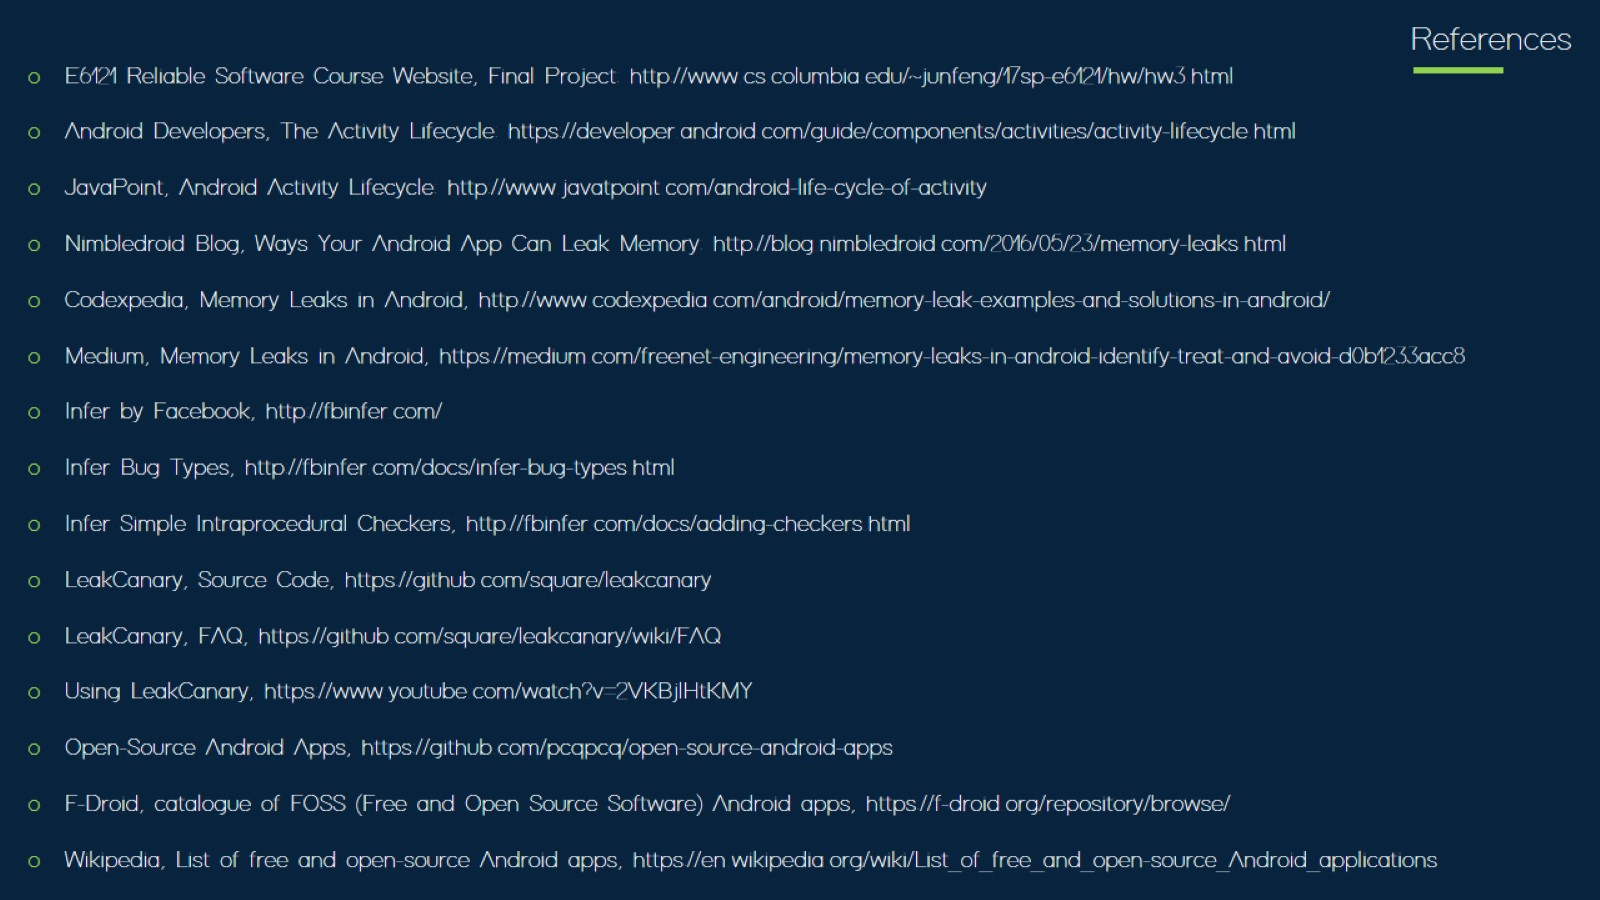 References
E6121 Reliable Software Course Website, Final Project: http://www.cs.columbia.edu/~junfeng/17sp-e6121/hw/hw3.html
Android Developers, The Activity Lifecycle: https://developer.android.com/guide/components/activities/activity-lifecycle.html
JavaPoint, Android Activity Lifecycle: http://www.javatpoint.com/android-life-cycle-of-activity
Nimbledroid Blog, Ways Your Android App Can Leak Memory: http://blog.nimbledroid.com/2016/05/23/memory-leaks.html
Codexpedia, Memory Leaks in Android, http://www.codexpedia.com/android/memory-leak-examples-and-solutions-in-android/
Medium, Memory Leaks in Android, https://medium.com/freenet-engineering/memory-leaks-in-android-identify-treat-and-avoid-d0b1233acc8
Infer by Facebook, http://fbinfer.com/
Infer Bug Types, http://fbinfer.com/docs/infer-bug-types.html
Infer Simple Intraprocedural Checkers, http://fbinfer.com/docs/adding-checkers.html
LeakCanary, Source Code, https://github.com/square/leakcanary
LeakCanary, FAQ, https://github.com/square/leakcanary/wiki/FAQ
Using LeakCanary, https://www.youtube.com/watch?v=2VKBjlHtKMY
Open-Source Android Apps, https://github.com/pcqpcq/open-source-android-apps
F-Droid, catalogue of FOSS (Free and Open Source Software) Android apps, https://f-droid.org/repository/browse/
Wikipedia, List of free and open-source Android apps, https://en.wikipedia.org/wiki/List_of_free_and_open-source_Android_applications